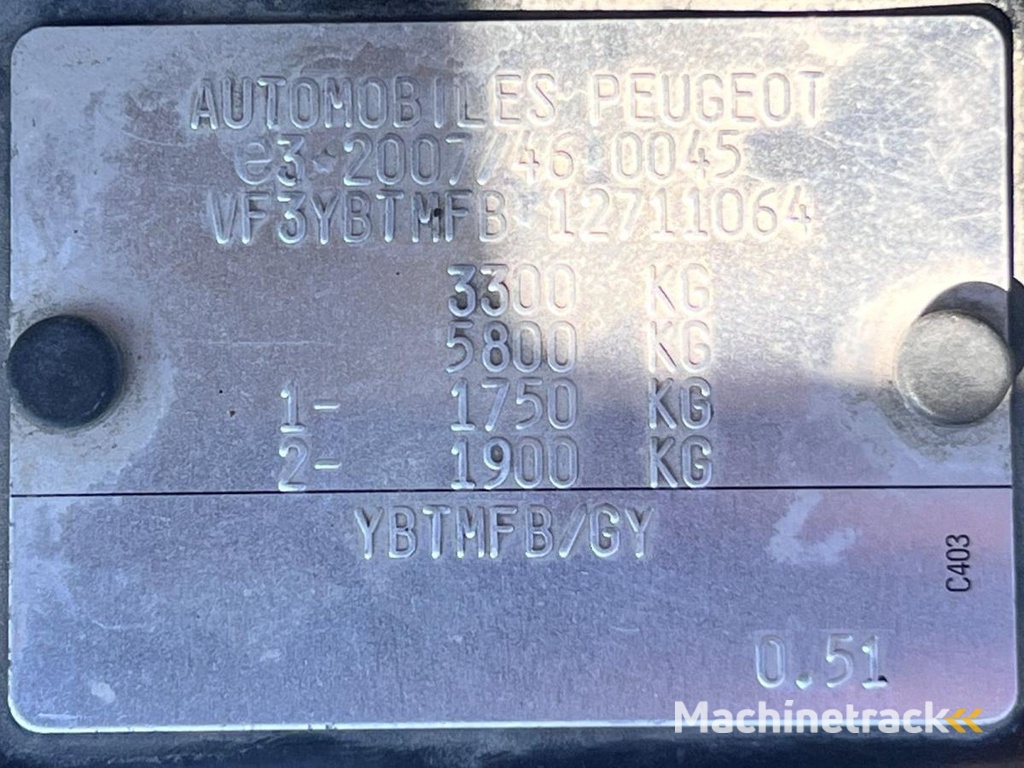 AUTOMOBILES PEUGEOT
e3*2007/46*0045
VF3YBTMFB 12711064
3300 KG
5800 KG
1- 1750 KG
2- 1900 KG
YBTMFB/GY
C403
0.51
Machinetrack